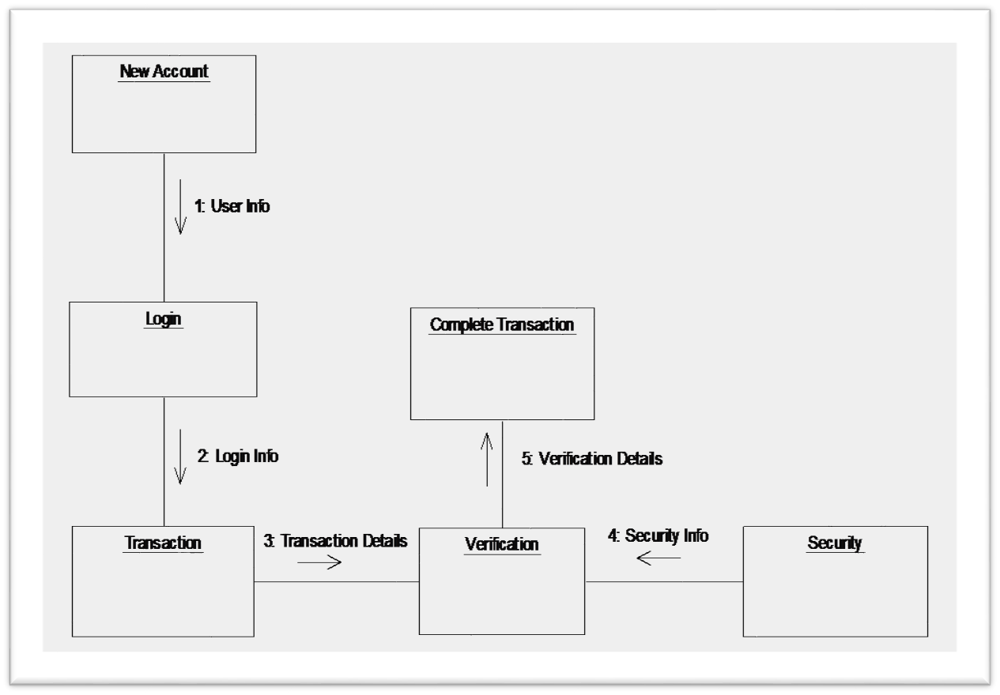 New Account
1: User Info
Login
Complete Transaction
2: Login Info
5: Verification Details
Transaction
3: Transaction Details
Verification
4: Security Info
Security